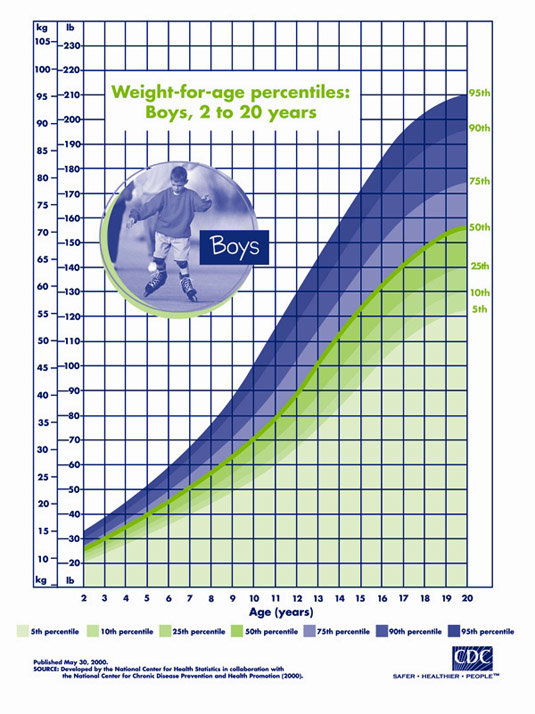 kg lb
105 230
100 220
95 210
90 200
190
85 180
80
170
75
160
70
150
65
140
60
130
55 120
50 110
45 100
90
40
80
35
70
30 60
25 50
20 40
15 30
10 20
kg lb
Weight-for-age percentiles:
Boys, 2 to 20 years
Boys
95th
90th
75th
50th
25th
10th
5th
2 3 4 5 6 7 8 9 10 11 12 13 14 15 16 17 18 19 20
Age (years)
5th percentile 10th percentile 25th percentile 50th percentile 75th percentile 90th percentile 95th percentile
Published May 30, 2000.
SOURCE: Developed by the National Center for Health Statistics in collaboration with
the National Center for Chronic Disease Prevention and Health Promotion (2000).
CDC
SAFER • HEALTHIER • PEOPLE™